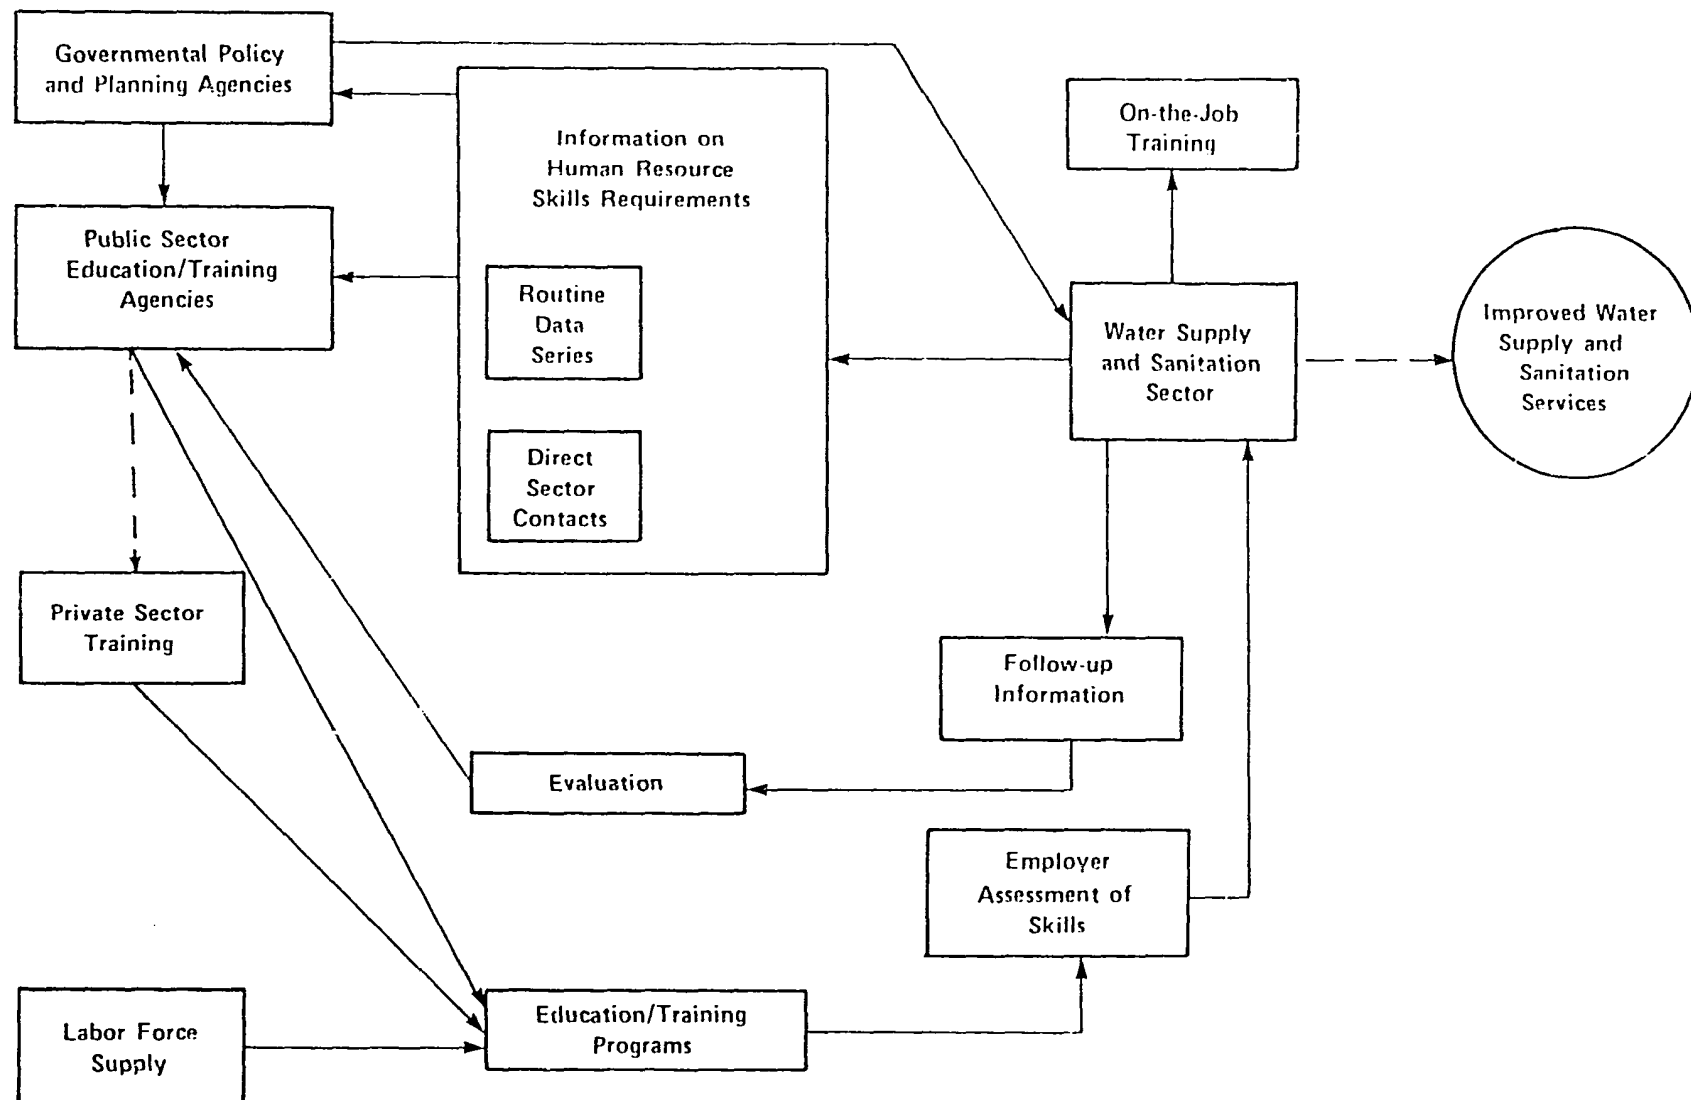 Governmental Policy
and Planning Agencies
Information on
Human Resource
Skills Requirements
On-the-Job
Training
Public Sector
Education/Training
Agencies
Routine
Data
Series
Water Supply
and Sanitation
Sector
Improved Water
Supply and
Sanitation
Services
Direct
Sector
Contacts
Private Sector
Training
Follow-up
Information
Evaluation
Employer
Assessment of
Skills
Labor Force
Supply
Education/Training
Programs